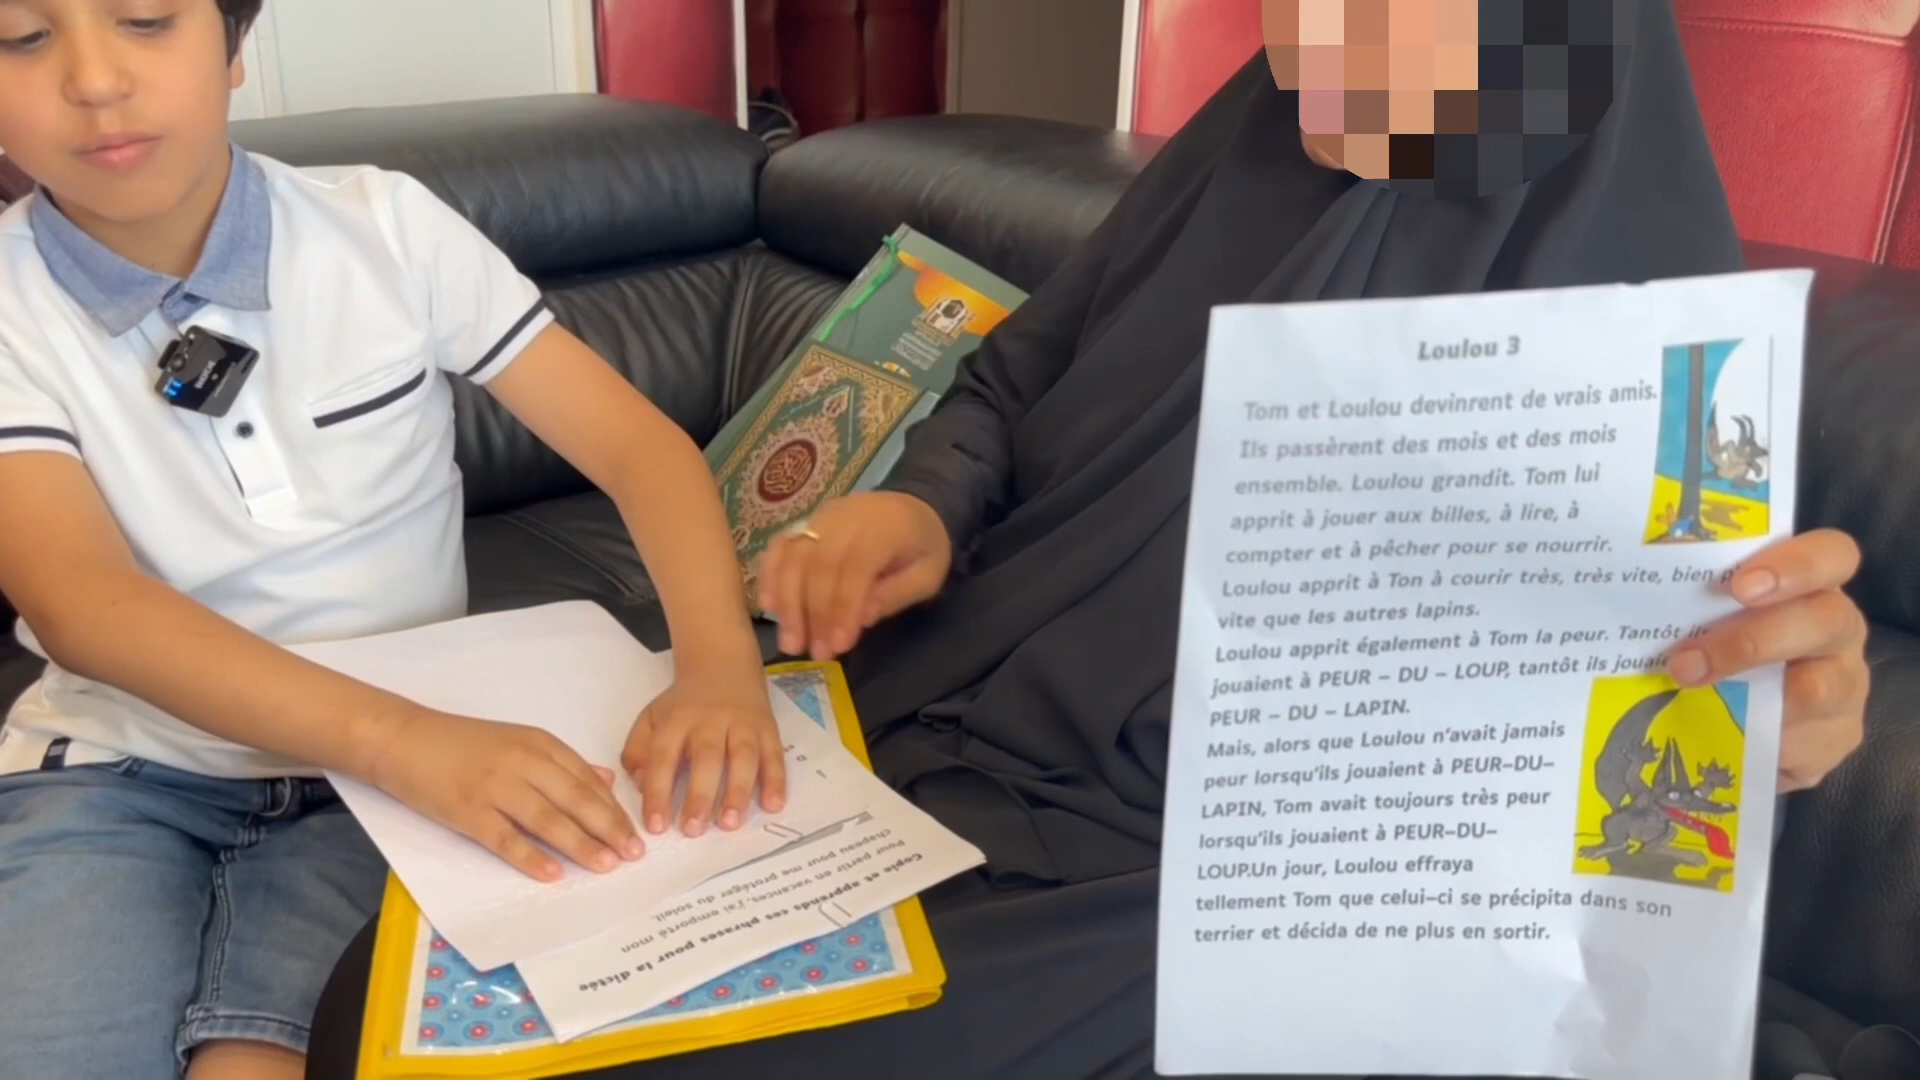 Loulou 3
Tom et Loulou devinrent de vrais amis.
Ils passèrent des mois et des mois
ensemble. Loulou grandit. Tom lui
apprit à jouer aux billes, à lire, à
compter et à pêcher pour se nourrir.
Loulou apprit à Ton à courir très, très vite, bien
vite que les autres lapins.
Loulou apprit également à Tom la peur. Tantôt ils
jouaient à PEUR – DU – LOUP, tantôt ils
PEUR – DU – LAPIN.
Mais, alors que Loulou n'avait jamais
peur lorsqu'ils jouaient à PEUR–DU–
LAPIN, Tom avait toujours très peur
lorsqu'ils jouaient à PEUR–DU–
LOUP.Un jour, Loulou effraya
tellement Tom que celui–ci se précipita dans son
terrier et décida de ne plus en sortir.
Copie et apprends ces phrases pour la dictée
Pour partir en vacances, j'ai emporté mon
chapeau pour me protéger du soleil.